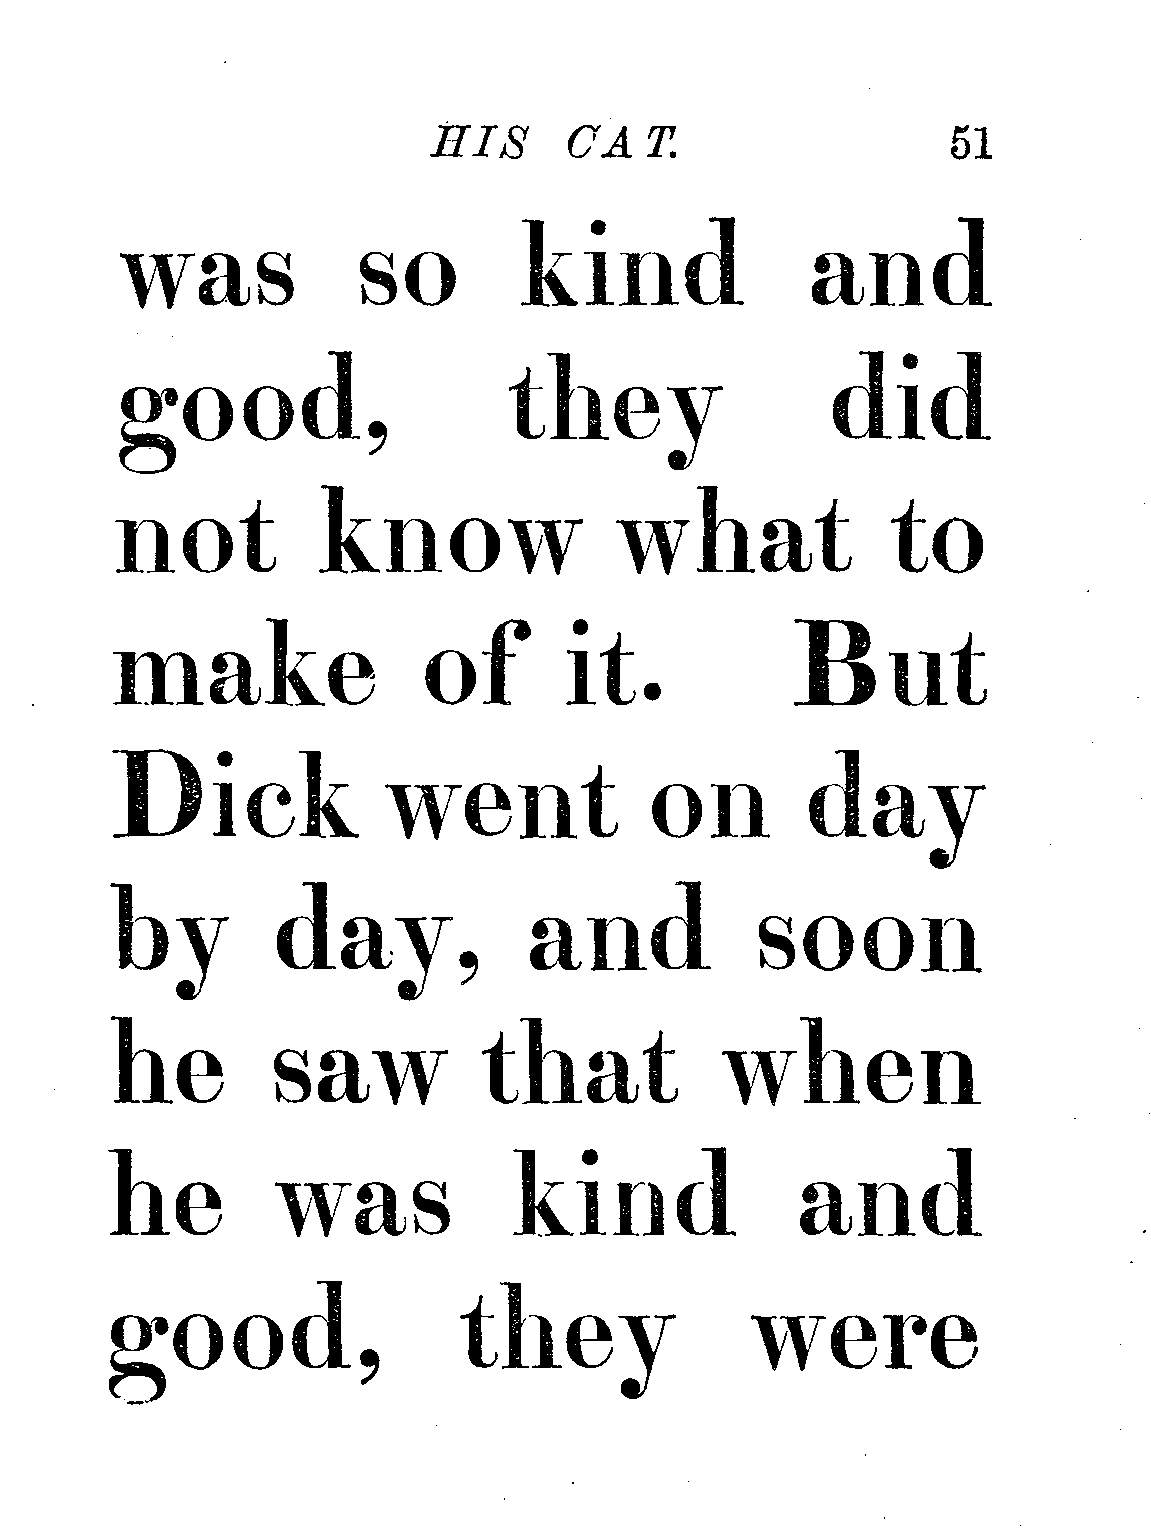 HIS CAT. 51
was so kind and
good, they did
not know what to
make of it. But
Dick went on day
by day, and soon
he saw that when
he was kind and
good, they were